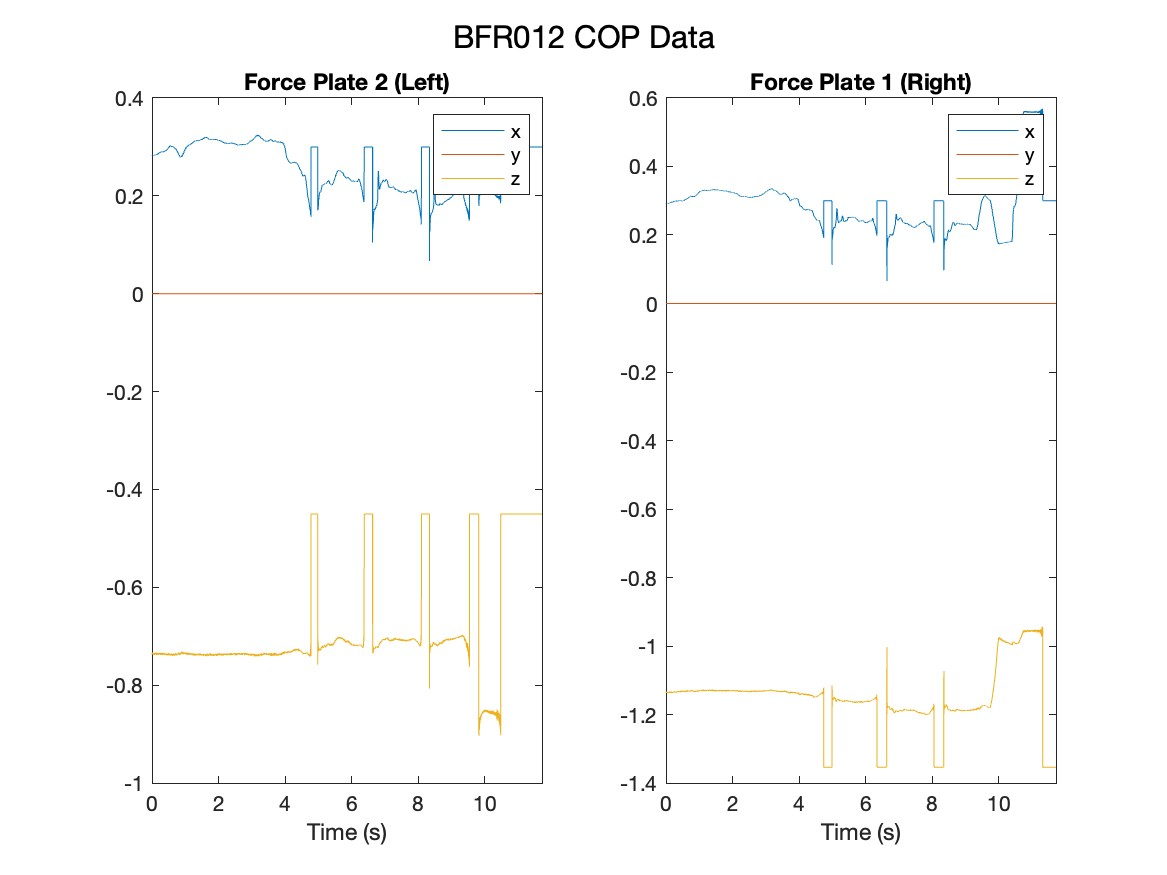 BFR012 COP Data
Force Plate 2 (Left)
0.4
0.2
0
-0.2
-0.4
-0.6
-0.8
-1
0 2 4 6 8 10
Time (s)
x
y
z
Force Plate 1 (Right)
0.6
0.4
0.2
0
-0.2
-0.4
-0.6
-0.8
-1
-1.2
-1.4
0 2 4 6 8 10
Time (s)
x
y
z